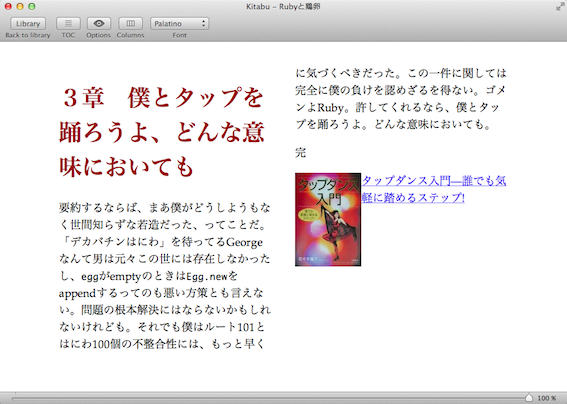 Kitabu – Rubyと鶏卵
Library
Palatino
Back to library
TOC
Options
Columns
Font
３章　僕とタップを
踊ろうよ、どんな意
味においても
要約するならば、まあ僕がどうしようもな
く世間知らずな若造だった、ってことだ。
「デカバチンはにわ」を待ってるGeorge
なんて男は元々この世には存在しなかった
し、eggがemptyのときはEgg.newを
appendするってのも悪い方策とも言えな
い。問題の根本解決にはならないかもしれ
ないけれども。それでも僕はルート101と
はにわ100個の不整合性には、もっと早く
に気づくべきだった。この一件に関しては
完全に僕の負けを認めざるを得ない。ゴメ
ンよRuby。許してくれるなら、僕とタッ
プを踊ろうよ。どんな意味においても。
完
タップダンス
入門
タップダンス入門―誰でも気
軽に踏めるステップ!
100 %